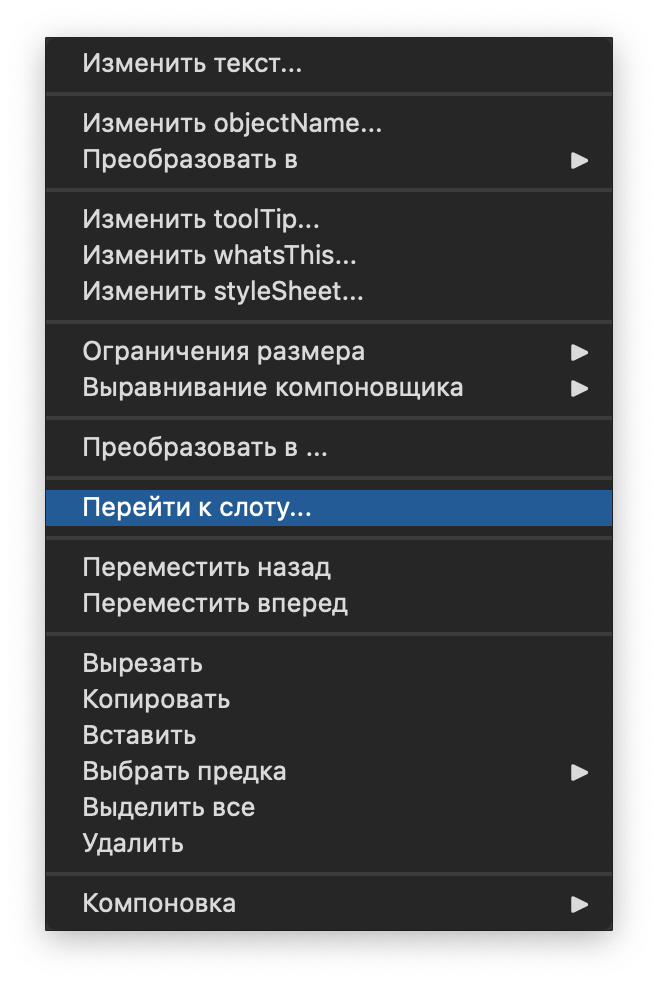 Изменить текст...
Изменить objectName...
Преобразовать в
Изменить toolTip...
Изменить whatsThis...
Изменить styleSheet...
Ограничения размера
Выравнивание компоновщика
Преобразовать в ...
Перейти к слоту...
Переместить назад
Переместить вперед
Вырезать
Копировать
Вставить
Выбрать предка
Выделить все
Удалить
Компоновка